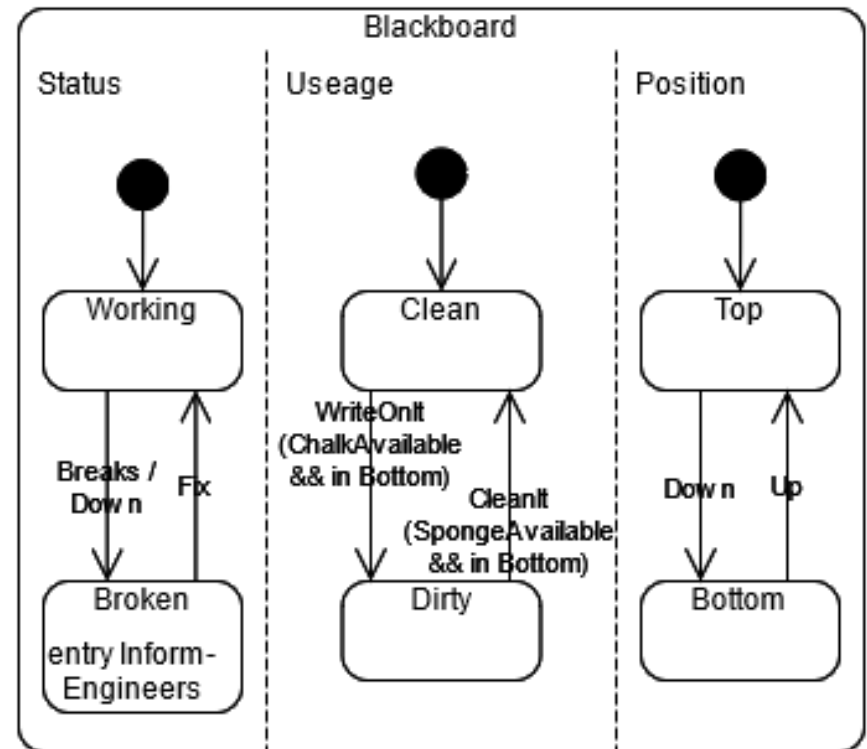 Blackboard
Status
Useage
Position
Working
Clean
Top
Breaks /
Down
Fix
WriteOnIt
(ChalkAvailable
&& in Bottom)
CleanIt
(SpongeAvailable
&& in Bottom)
Down
Up
Broken
entry Inform-
Engineers
Dirty
Bottom